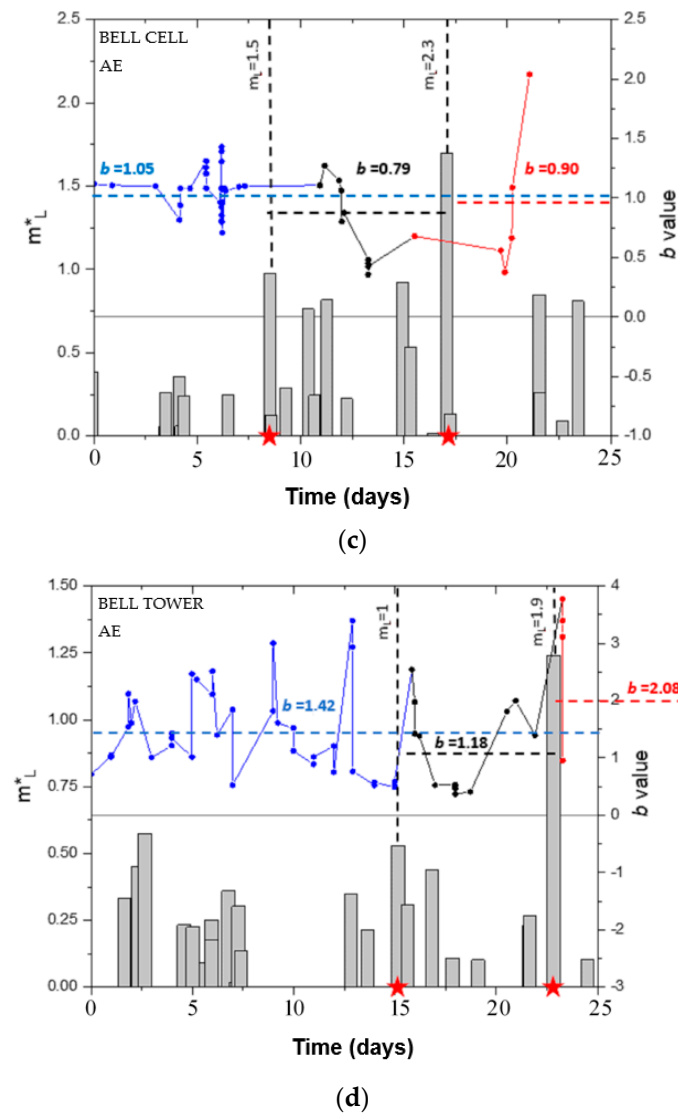 BELL CELL
AE
m_L=1.5
m_L=2.3
b =1.05
b =0.79
b =0.90
2.5
2.0
1.5
1.0
0.5
0.0
m*_L
2.5
2.0
1.5
1.0
0.5
0.0
-0.5
-1.0
b value
0 5 10 15 20 25
Time (days)
(c)
BELL TOWER
AE
m_L=1
m_L=1.9
b =1.42
b =1.18
b =2.08
1.50
1.25
1.00
0.75
0.50
0.25
0.00
m*_L
4
3
2
1
0
-1
-2
-3
b value
0 5 10 15 20 25
Time (days)
(d)